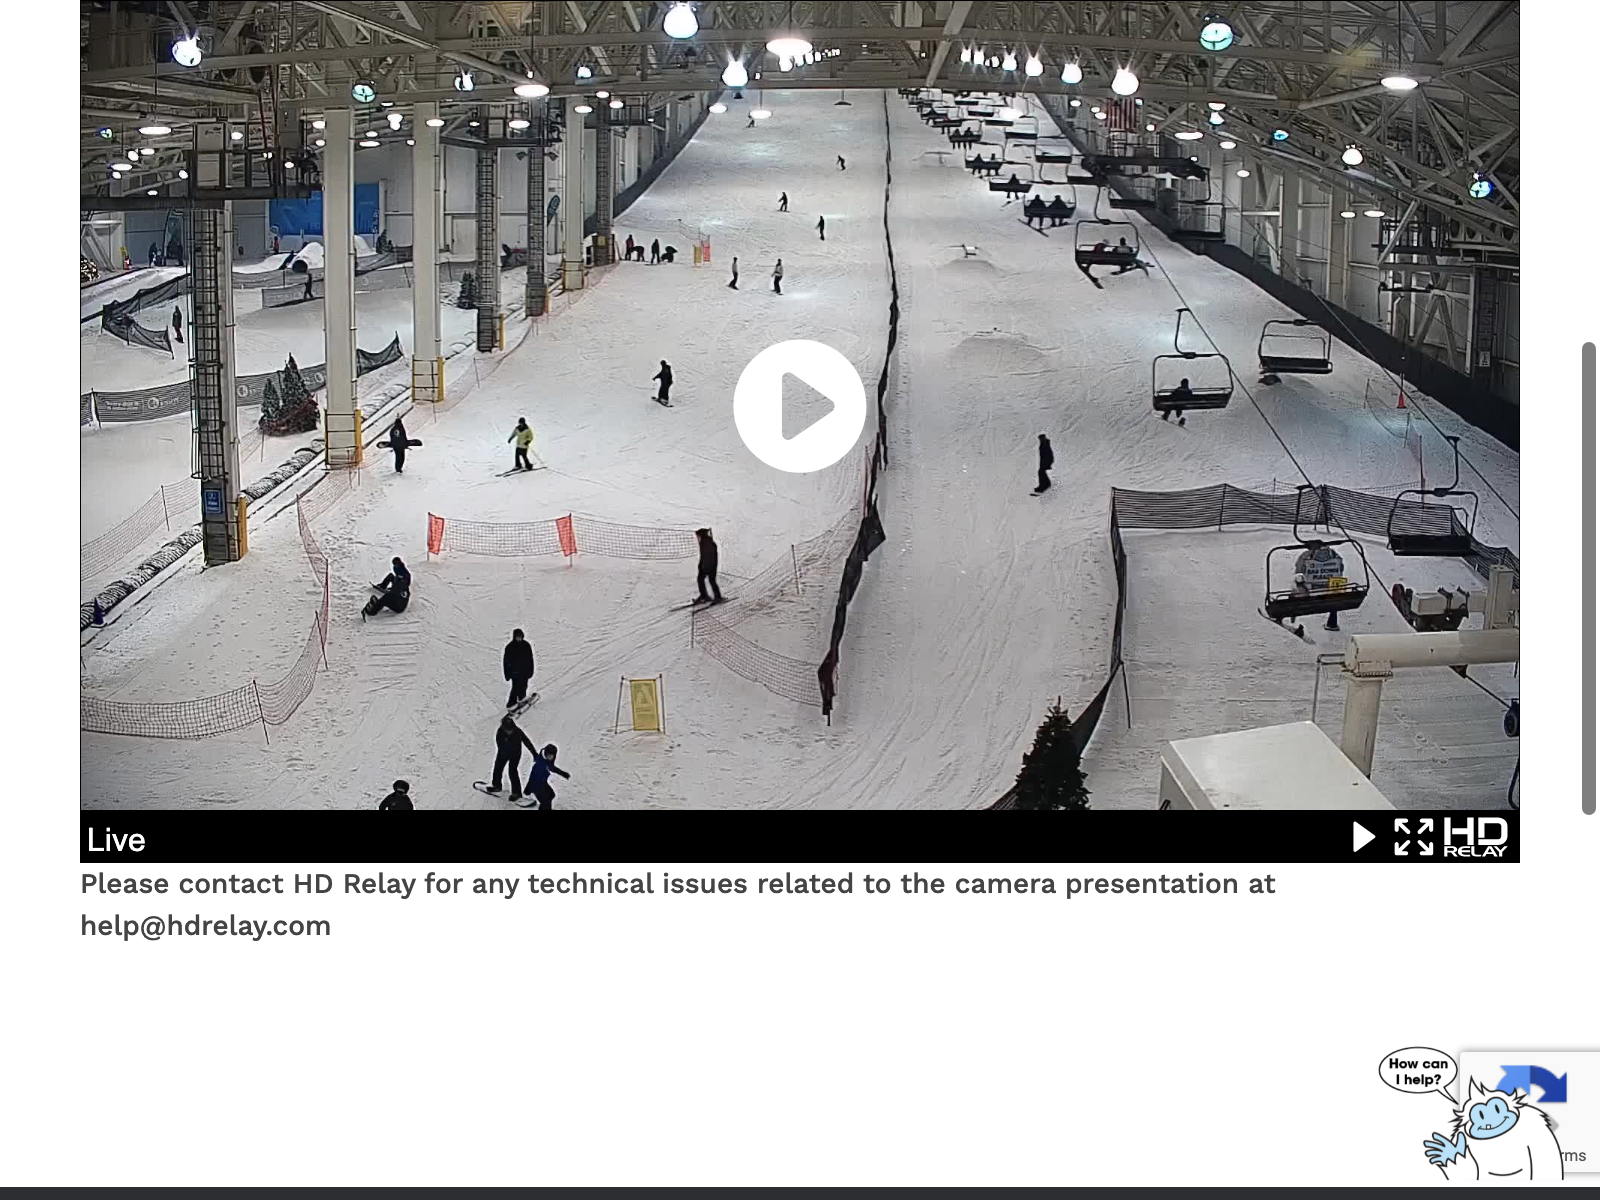 Live
HD
RELAY
Please contact HD Relay for any technical issues related to the camera presentation at
help@hdrelay.com
How can
I help?
rms